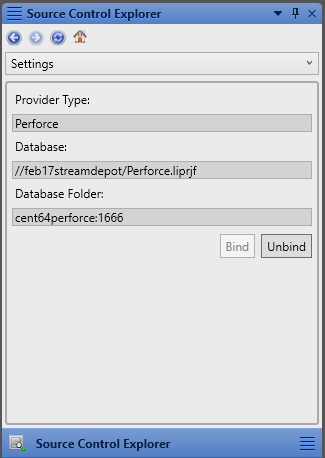 Source Control Explorer
Settings
Provider Type:
Perforce
Database:
//feb17streamdepot/Perforce.liprjf
Database Folder:
cent64perforce:1666
Bind Unbind
Source Control Explorer